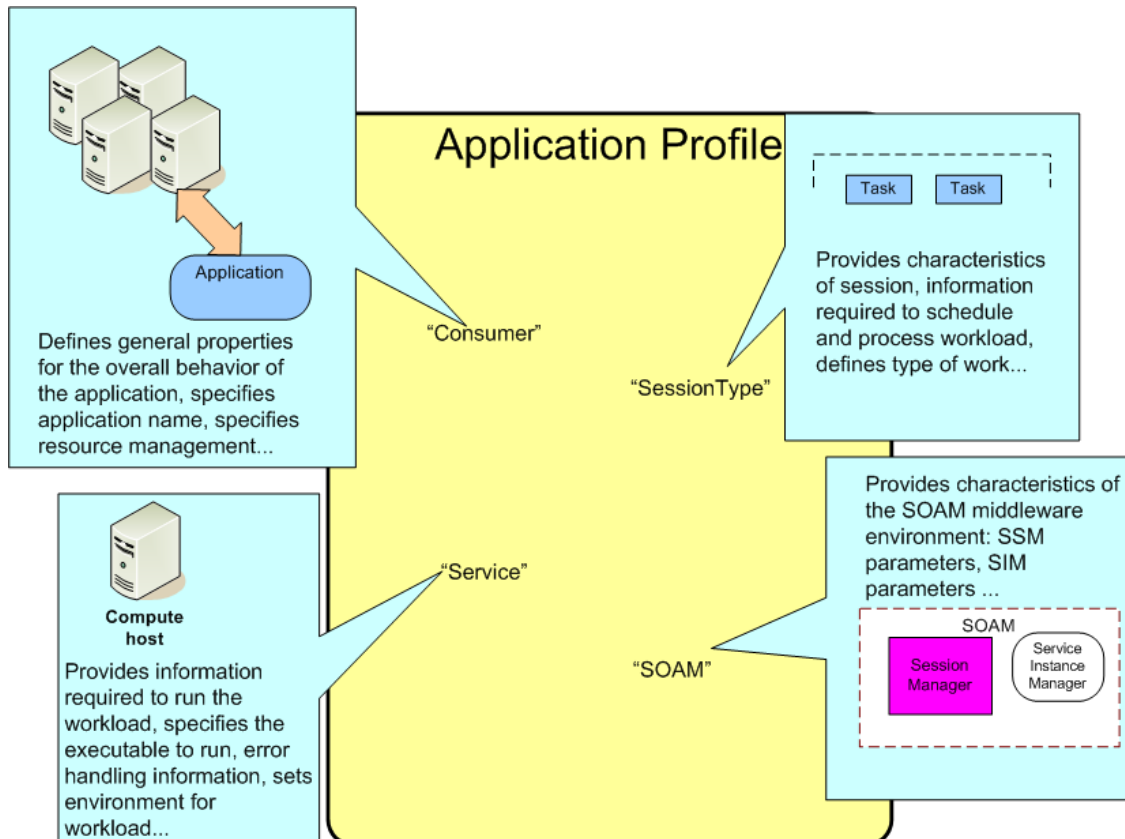 Application Profile
Application
Defines general properties
for the overall behavior of
the application, specifies
application name, specifies
resource management...
“Consumer”
Task Task
Provides characteristics
of session, information
required to schedule
and process workload,
defines type of work...
“SessionType”
Compute
host
Provides information
required to run the
workload, specifies the
executable to run, error
handling information, sets
environment for
workload...
“Service”
Provides characteristics of
the SOAM middleware
environment: SSM
parameters, SIM
parameters ...
SOAM
Session
Manager
Service
Instance
Manager
“SOAM”